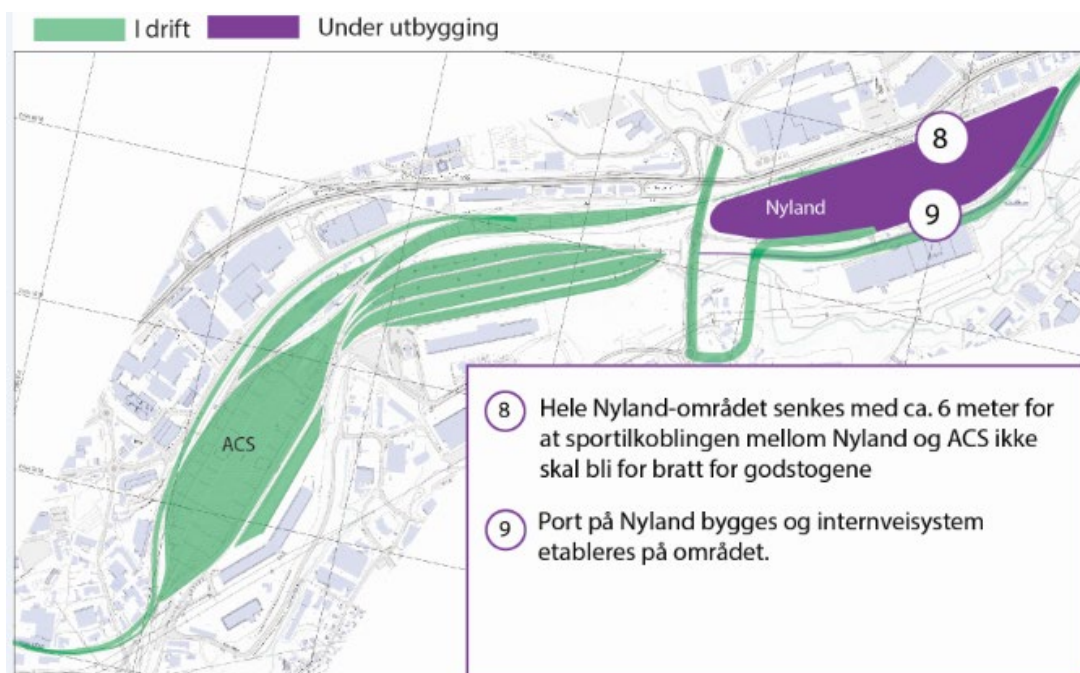 I drift
Under utbygging
8
Nyland
9
ACS
8 Hele Nyland-området senkes med ca. 6 meter for
at sportilkoblingen mellom Nyland og ACS ikke
skal bli for bratt for godstogene
9 Port på Nyland bygges og internveisystem
etableres på området.